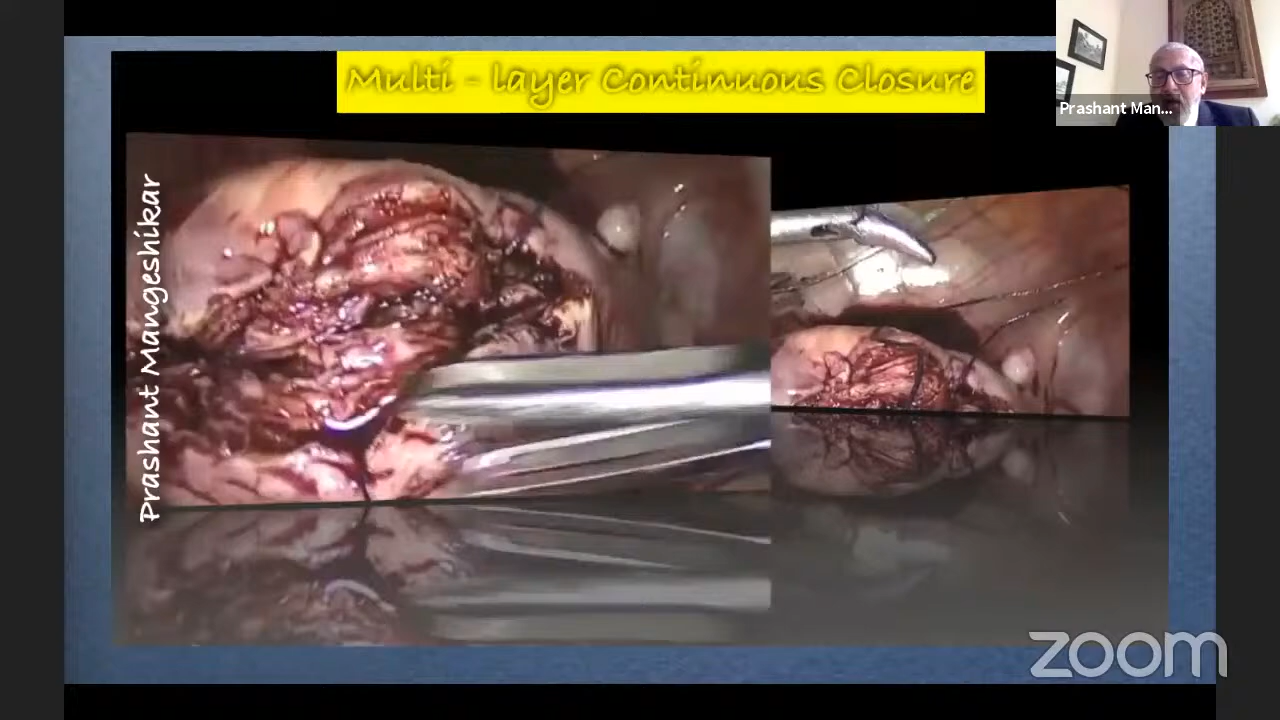 Multi - layer Continuous Closure
Prashant Man...
Prashant Mangeshikar
zoom